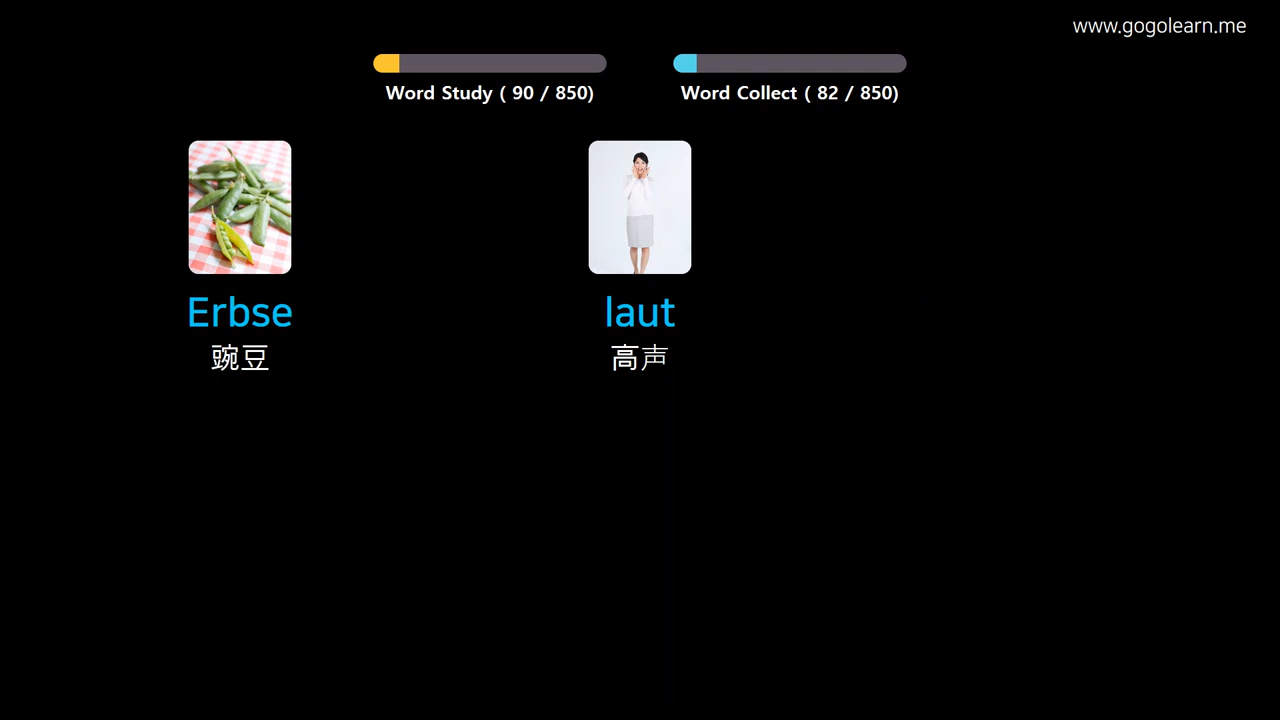 www.gogolearn.me
Word Study ( 90 / 850)
Word Collect ( 82 / 850)
Erbse
豌豆
laut
高声